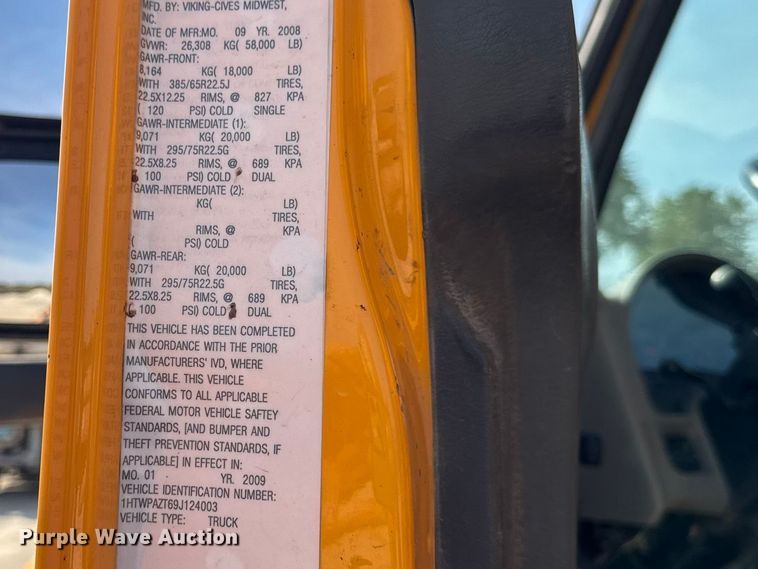 MFD. BY: VIKING-CIVES MIDWEST,
INC.
DATE OF MFR:MO. 09 YR. 2008
GVWR: 26,308 KG( 58,000 LB)
GAWR-FRONT:
8,164 KG( 18,000 LB)
WITH 385/65R22.5J TIRES,
22.5X12.25 RIMS, @ 827 KPA
( 120 PSI) COLD SINGLE
GAWR-INTERMEDIATE (1):
9,071 KG( 20,000 LB)
WITH 295/75R22.5G TIRES,
22.5X8.25 RIMS, @ 689 KPA
( 100 PSI) COLD DUAL
GAWR-INTERMEDIATE (2):
KG( LB)
WITH TIRES,
RIMS, @ KPA
( PSI) COLD
GAWR-REAR:
9,071 KG( 20,000 LB)
WITH 295/75R22.5G TIRES,
22.5X8.25 RIMS, @ 689 KPA
( 100 PSI) COLD DUAL
THIS VEHICLE HAS BEEN COMPLETED
IN ACCORDANCE WITH THE PRIOR
MANUFACTURERS' IVD, WHERE
APPLICABLE. THIS VEHICLE
CONFORMS TO ALL APPLICABLE
FEDERAL MOTOR VEHICLE SAFTEY
STANDARDS, [AND BUMPER AND
THEFT PREVENTION STANDARDS, IF
APPLICABLE] IN EFFECT IN:
MO. 01 YR. 2009
VEHICLE IDENTIFICATION NUMBER:
1HTWPAZT69J124003
VEHICLE TYPE: TRUCK
Purple Wave Auction